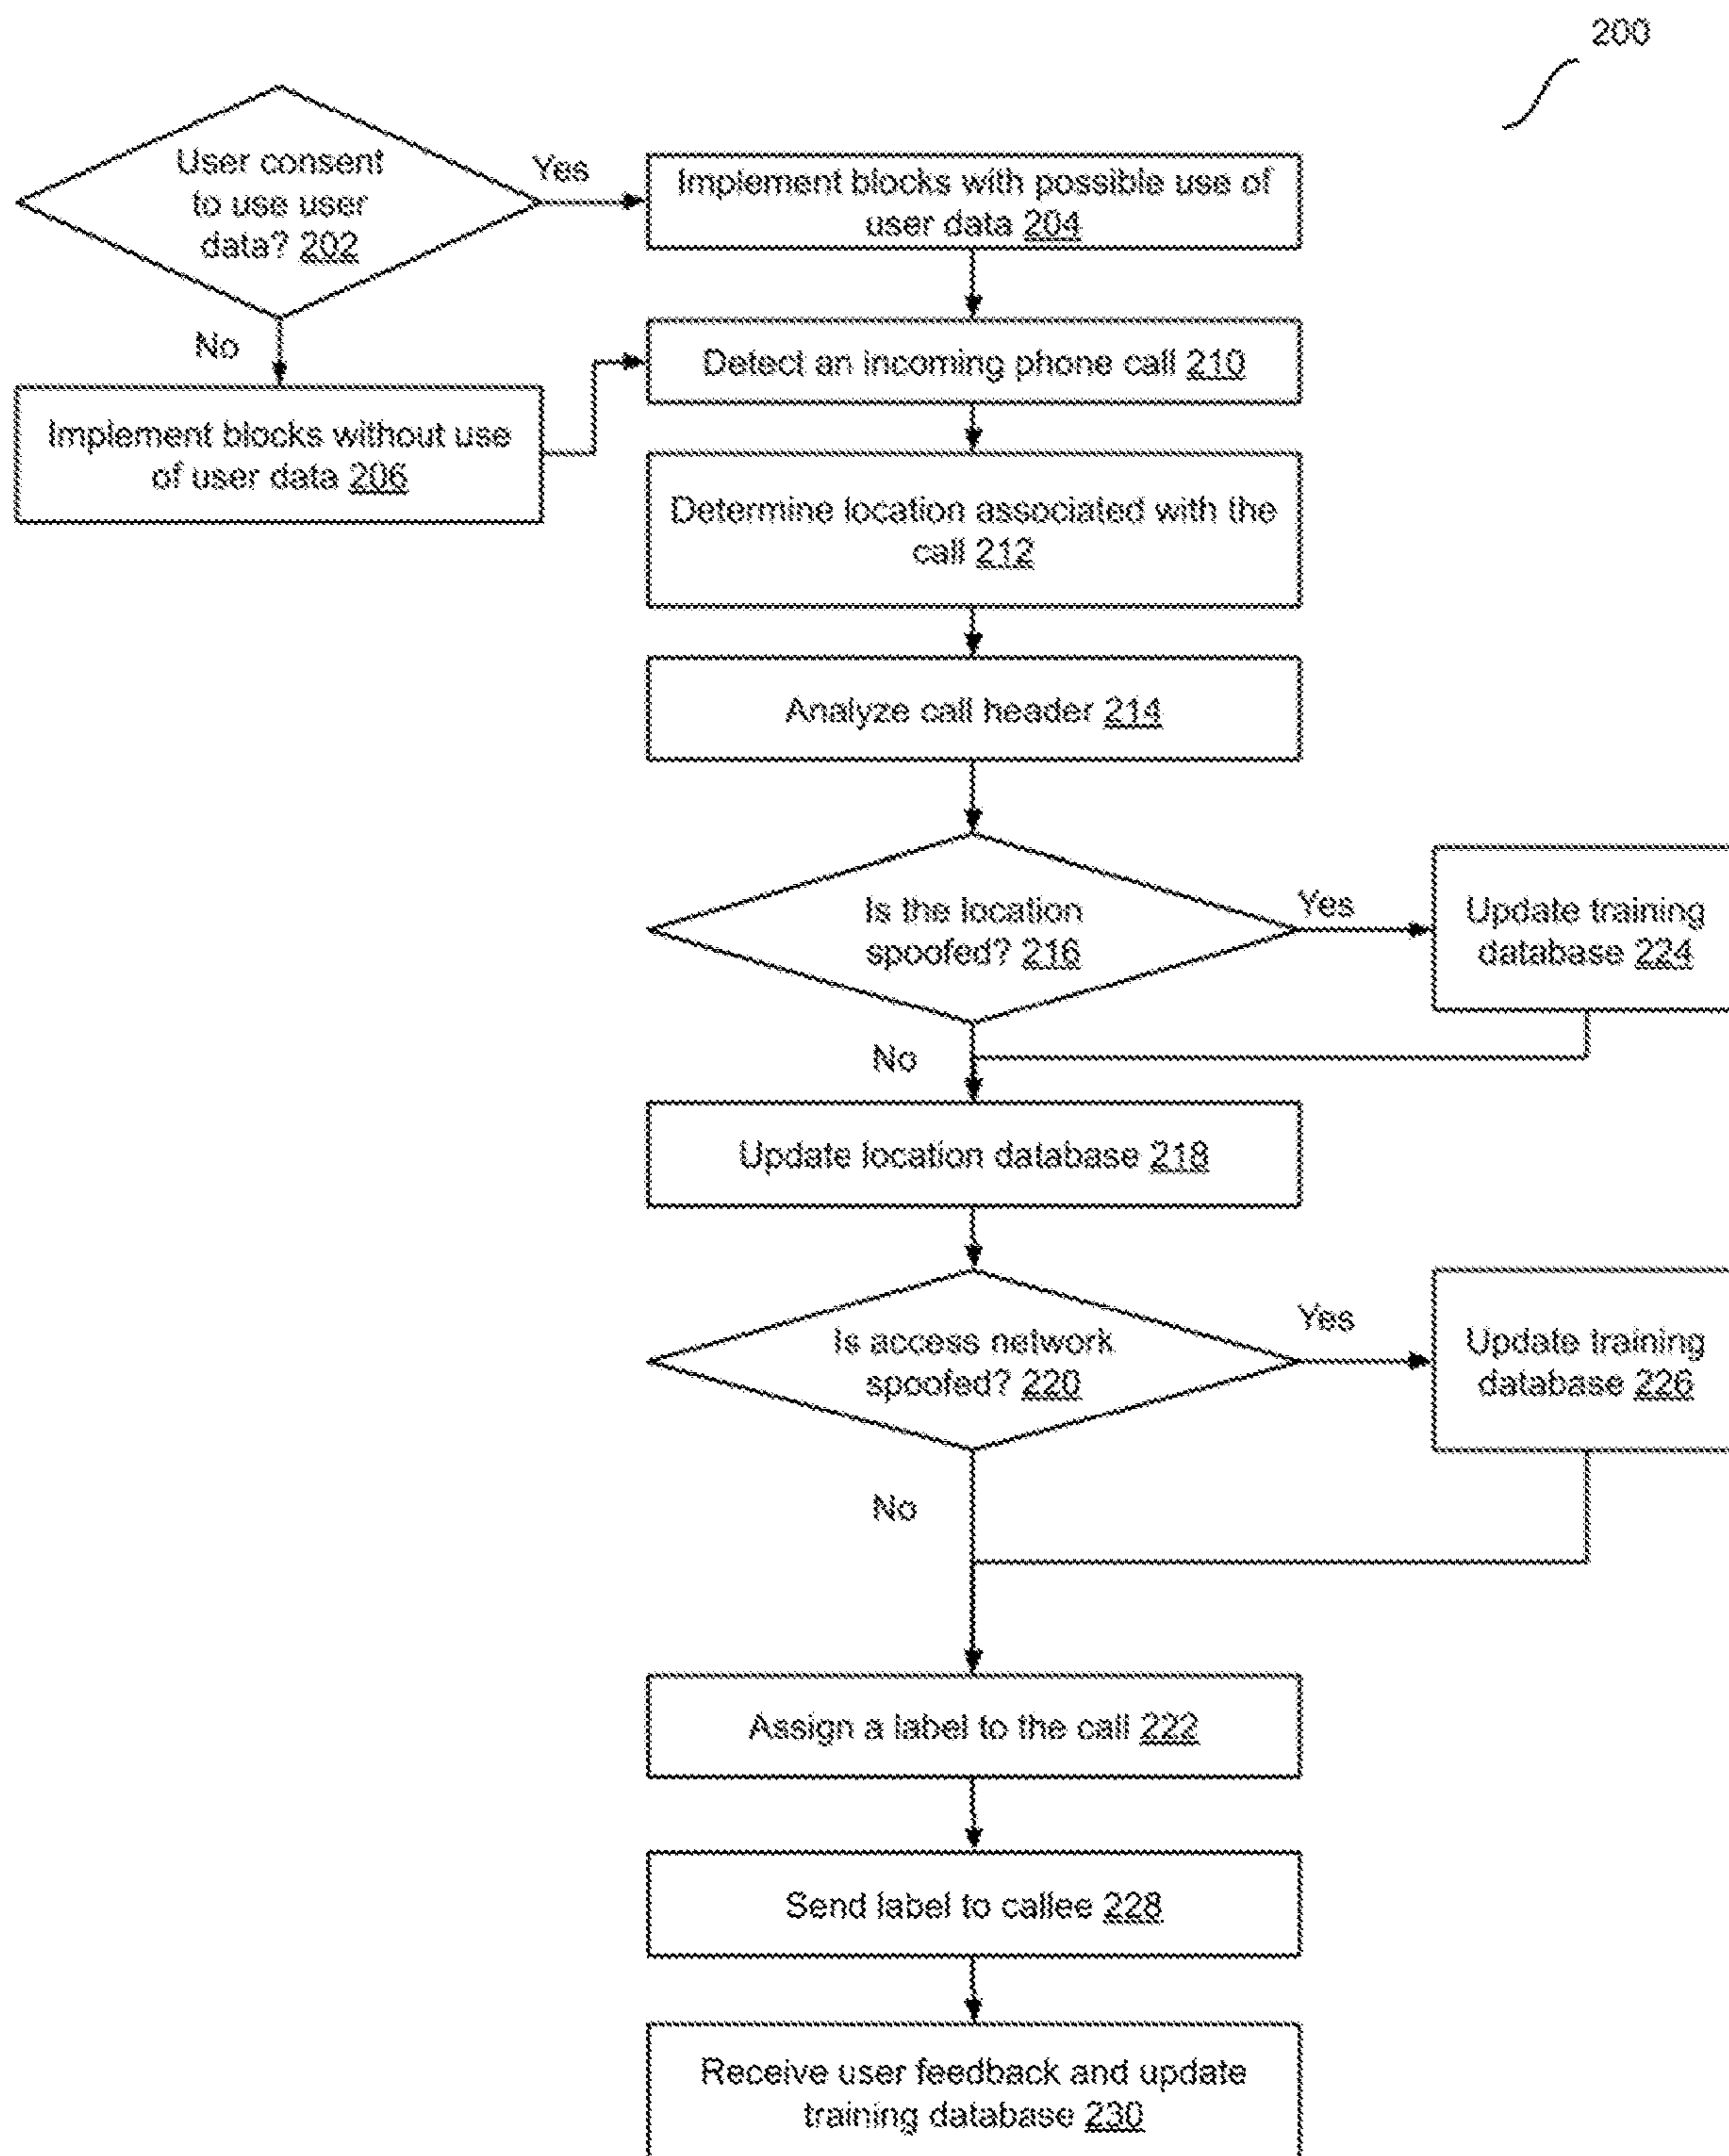 200
User consent
to use user
data? 202
Yes
Implement blocks with possible use of
user data 204
No
Detect an incoming phone call 210
Implement blocks without use
of user data 206
Determine location associated with the
call 212
Analyze call header 214
Is the location
spoofed? 216
Yes
Update training
database 224
No
Update location database 218
Is access network
spoofed? 220
Yes
Update training
database 226
No
Assign a label to the call 222
Send label to callee 228
Receive user feedback and update
training database 230